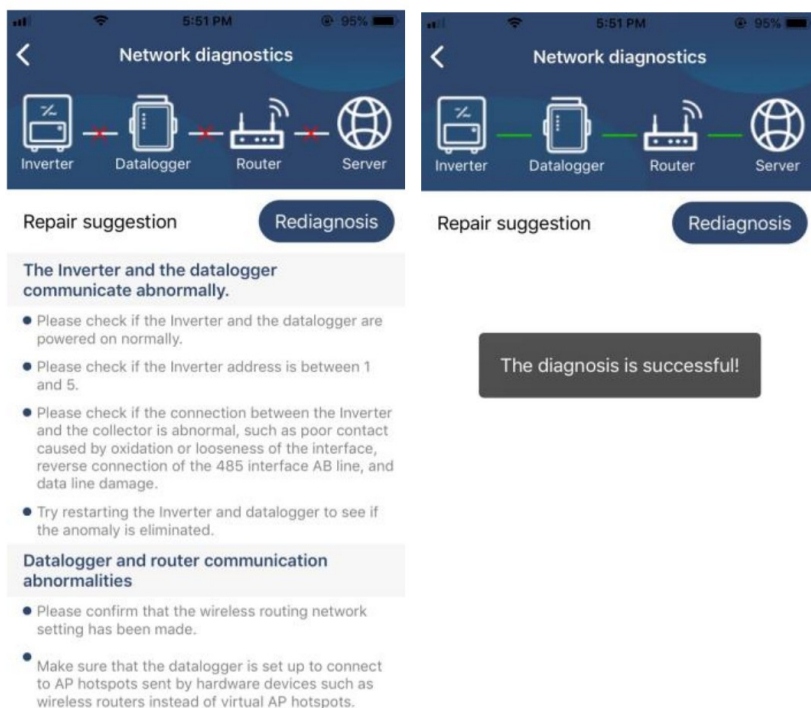 5:51 PM
95%
Network diagnostics
Inverter
Datalogger
Router
Server
Repair suggestion
Rediagnosis
The Inverter and the datalogger
communicate abnormally.
Please check if the Inverter and the datalogger are
powered on normally.
Please check if the Inverter address is between 1
and 5.
Please check if the connection between the Inverter
and the collector is abnormal, such as poor contact
caused by oxidation or looseness of the interface,
reverse connection of the 485 interface AB line, and
data line damage.
Try restarting the Inverter and datalogger to see if
the anomaly is eliminated.
Datalogger and router communication
abnormalities
Please confirm that the wireless routing network
setting has been made.
Make sure that the datalogger is set up to connect
to AP hotspots sent by hardware devices such as
wireless routers instead of virtual AP hotspots.
5:51 PM
95%
Network diagnostics
Inverter
Datalogger
Router
Server
Repair suggestion
Rediagnosis
The diagnosis is successful!